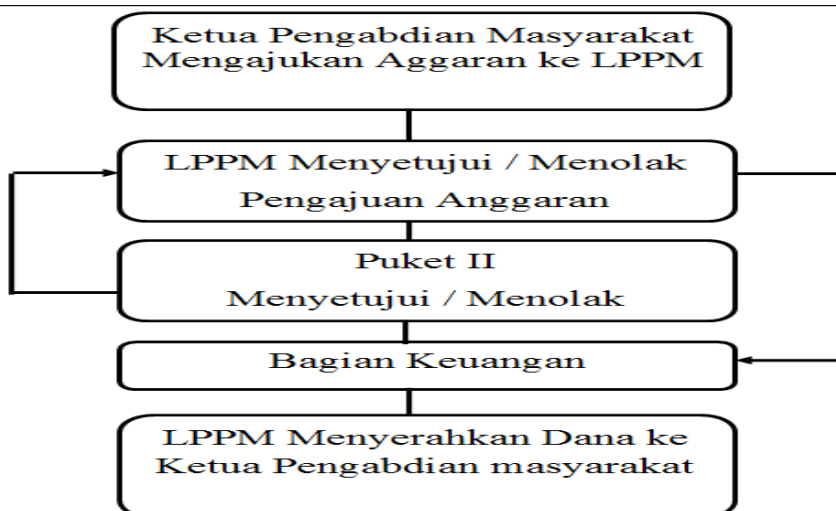 Ketua Pengabdian Masyarakat
Mengajukan Aggaran ke LPPM
LPPM Menyetujui / Menolak
Pengajuan Anggaran
Puket II
Menyetujui / Menolak
Bagian Keuangan
LPPM Menyerahkan Dana ke
Ketua Pengabdian masyarakat